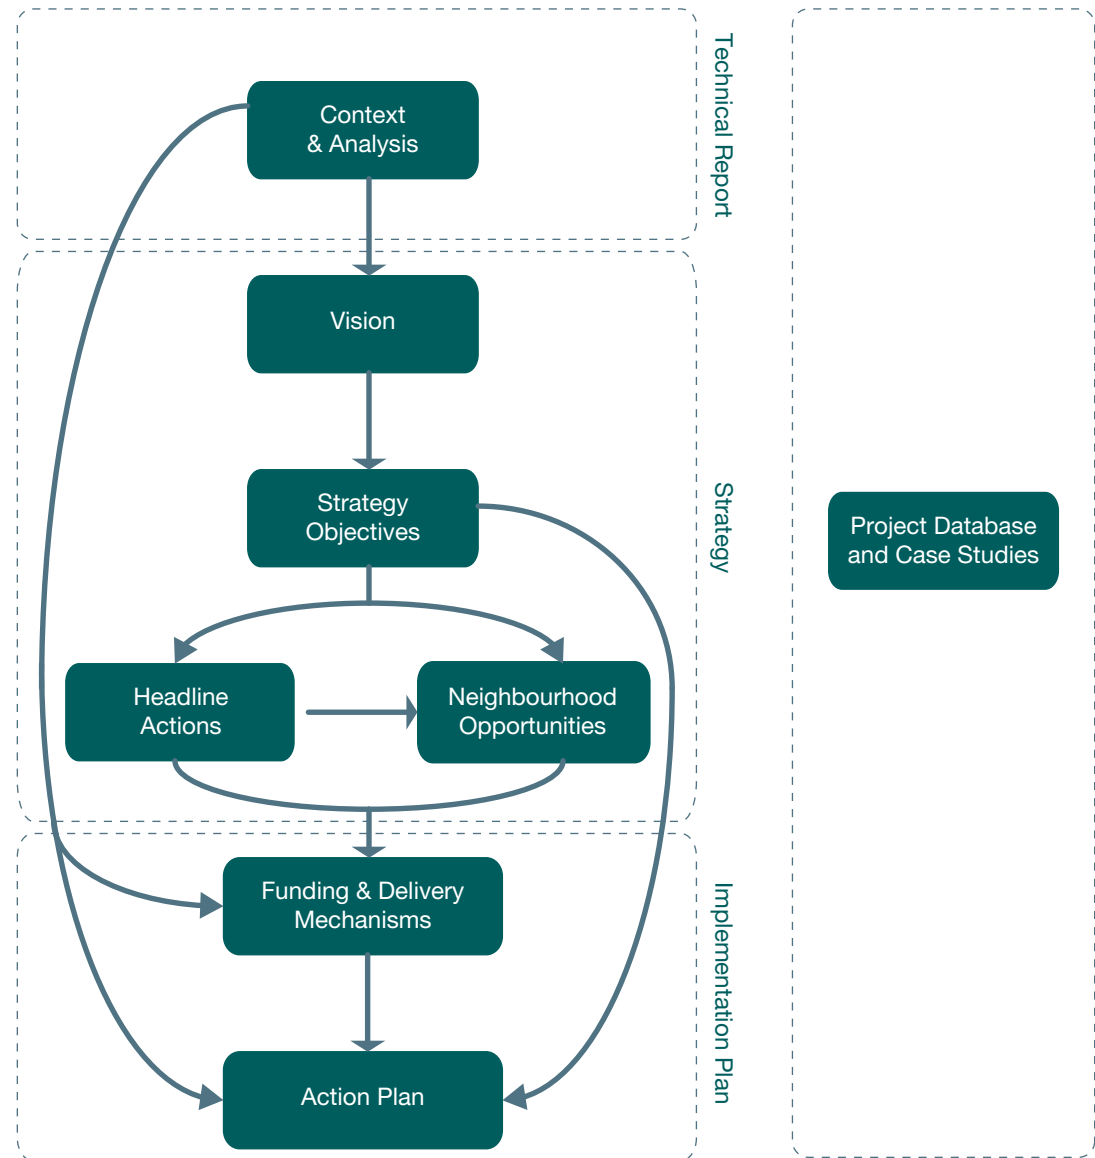 Technical Report
Context
& Analysis
Vision
Strategy
Objectives
Strategy
Project Database
and Case Studies
Headline
Actions
Neighbourhood
Opportunities
Funding & Delivery
Mechanisms
Implementation Plan
Action Plan